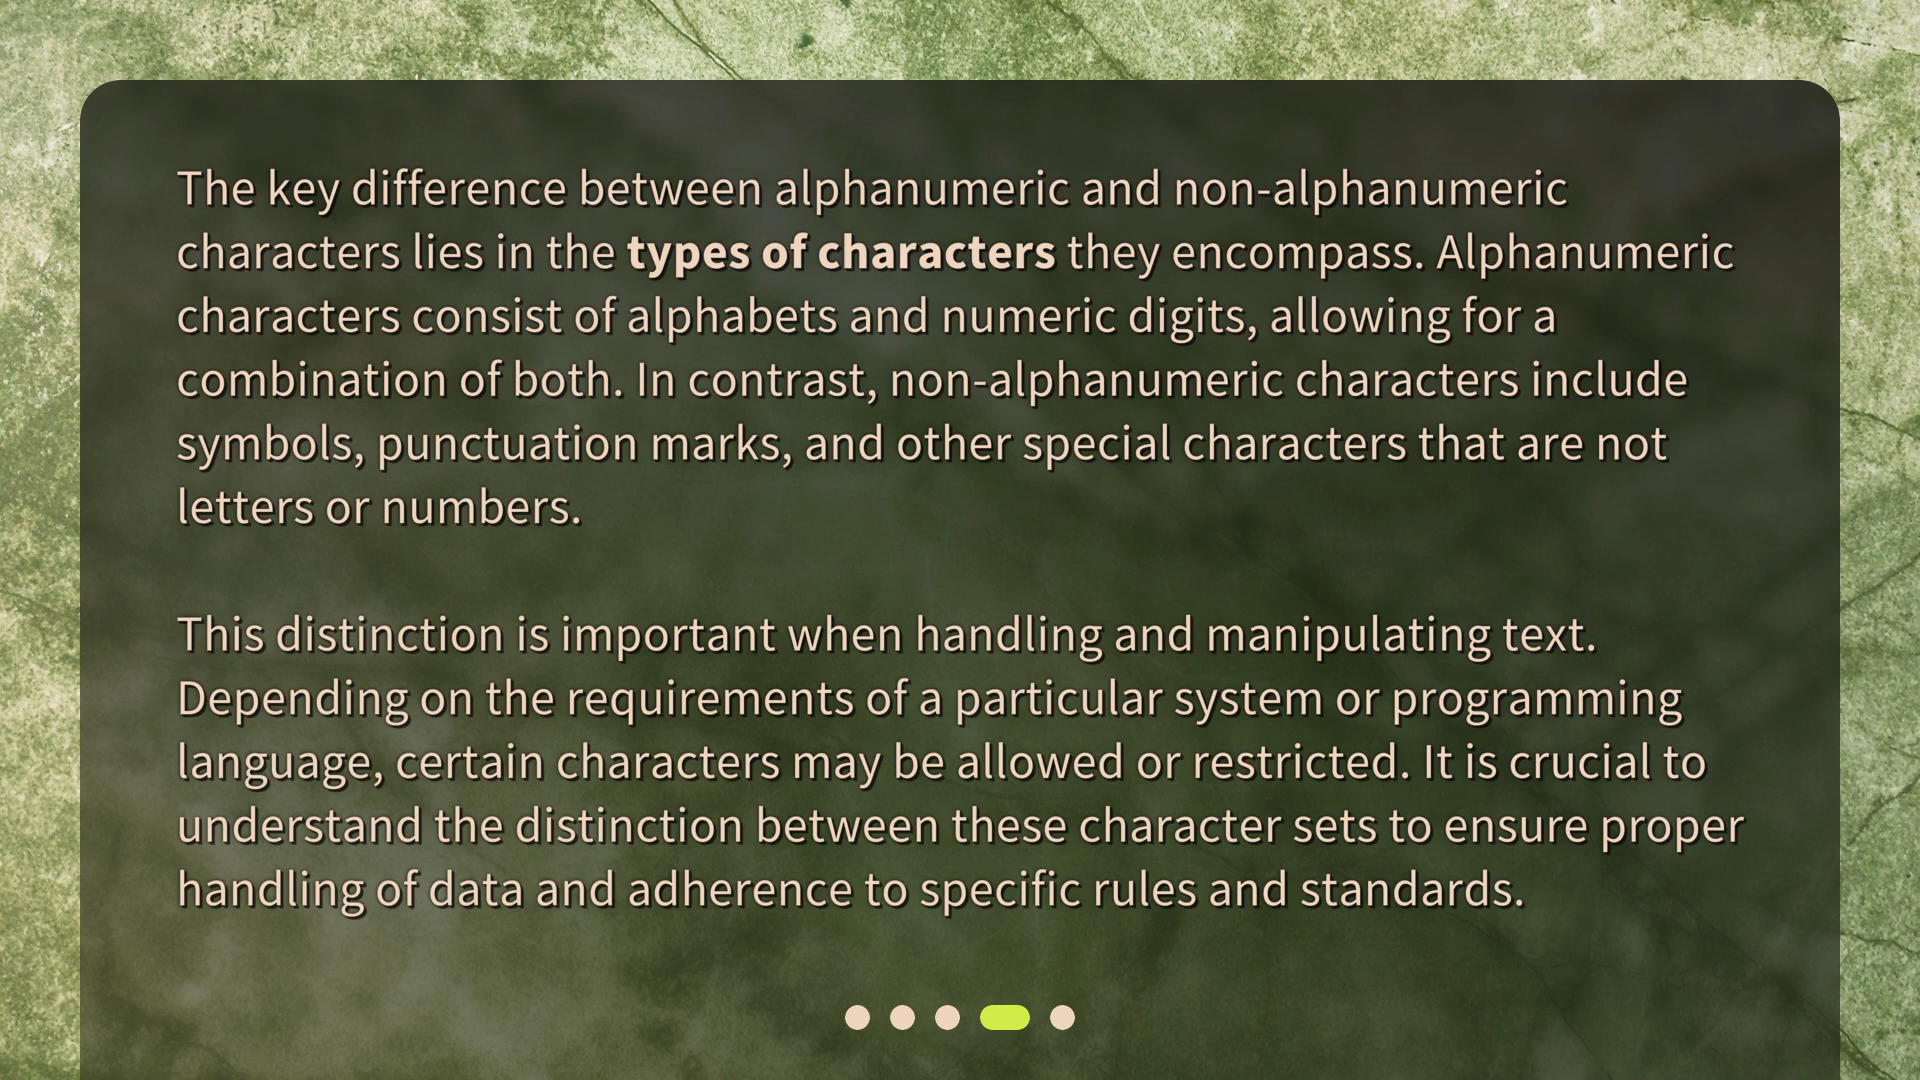 The key difference between alphanumeric and non-alphanumeric
characters lies in the types of characters they encompass. Alphanumeric
characters consist of alphabets and numeric digits, allowing for a
combination of both. In contrast, non-alphanumeric characters include
symbols, punctuation marks, and other special characters that are not
letters or numbers.
This distinction is important when handling and manipulating text.
Depending on the requirements of a particular system or programming
language, certain characters may be allowed or restricted. It is crucial to
understand the distinction between these character sets to ensure proper
handling of data and adherence to specific rules and standards.